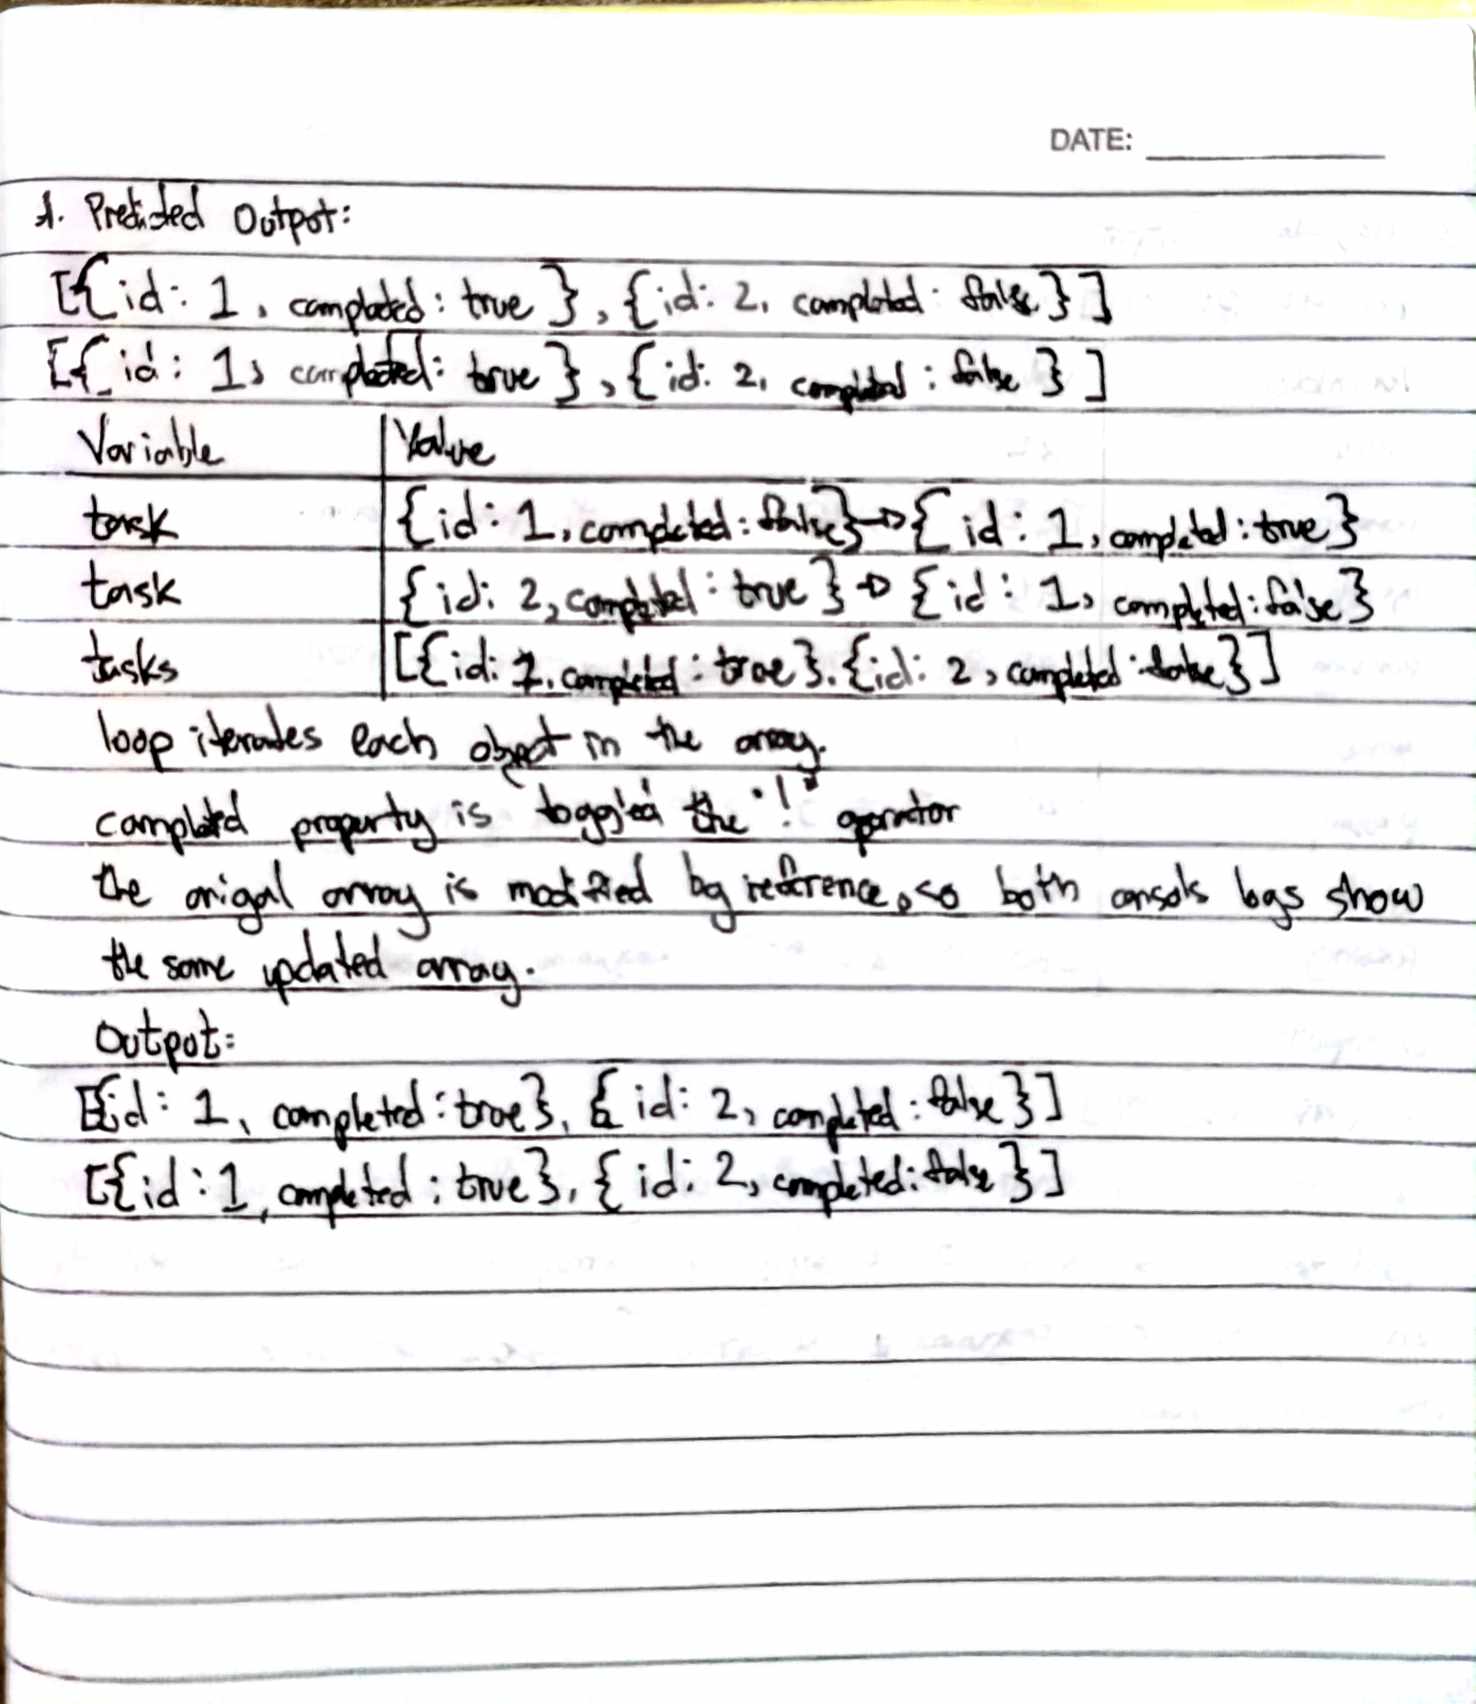 DATE:
1. Predicted Output:
[{id: 1, completed: true}, {id: 2, completed: false}]
[{id: 1, completed: true}, {id: 2, completed: false}]
Variable | Value
task | {id: 1, completed: false} → {id: 1, completed: true}
task | {id: 2, completed: true} → {id: 1, completed: false}
tasks | [{id: 1, completed: true}, {id: 2, completed: false}]
loop iterates each object in the array.
completed property is toggled the "!" operator
the origal array is modified by reference, so both console logs show
the same updated array.
Output:
[{id: 1, completed: true}, {id: 2, completed: false}]
[{id: 1, completed: true}, {id: 2, completed: false}]